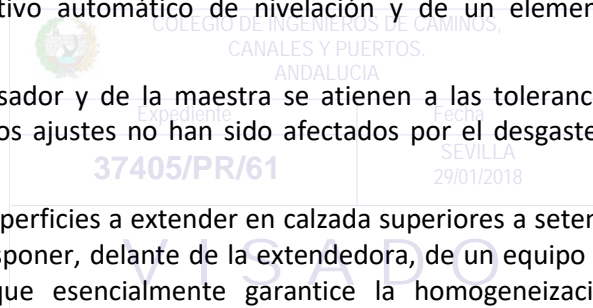 tivo automático de nivelación y de un elemen
COLEGIO DE INGENIEROS DE CAMINOS,
CANALES Y PUERTOS.
ANDALUCIA
sador y de la maestra se atienen a las toleranc
Expediente
Fecha
os ajustes no han sido afectados por el desgaste
37405/PR/61
SEVILLA
29/01/2018
perficies a extender en calzada superiores a seten
sponer, delante de la extendedora, de un equipo
VISADO
que esencialmente garantice la homogeneizaci